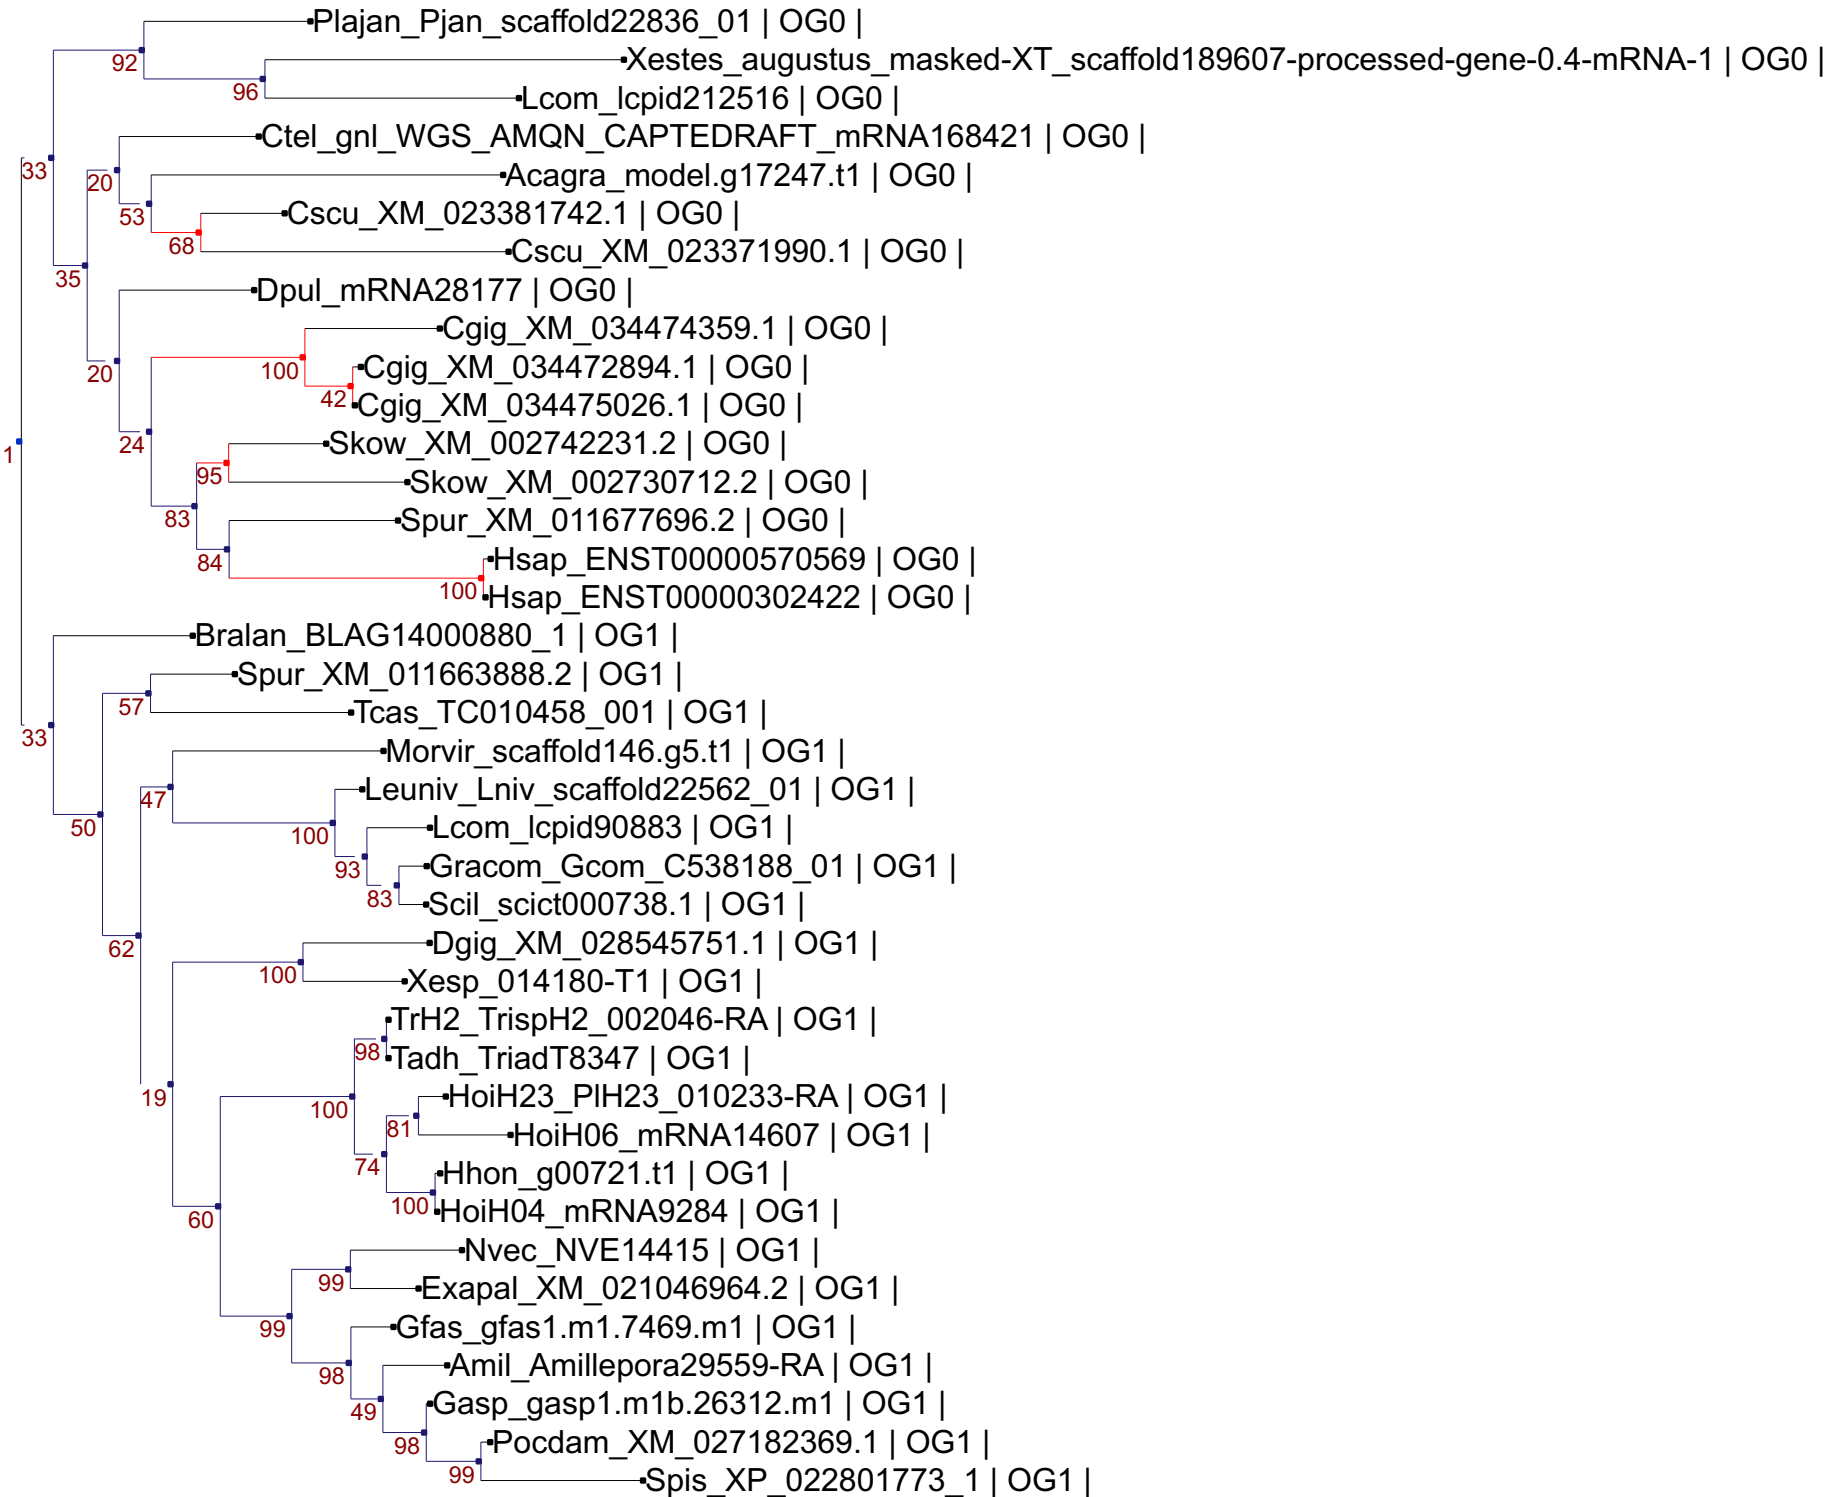 Plajan_Pjan_scaffold22836_01 | OG0 |
92
Xestes_augustus_masked-XT_scaffold189607-processed-gene-0.4-mRNA-1 | OG0 |
96
Lcom_lcpid212516 | OG0 |
Ctel_gnl_WGS_AMQN_CAPTEDRAFT_mRNA168421 | OG0 |
33
20
Acagra_model.g17247.t1 | OG0 |
53
Cscu_XM_023381742.1 | OG0 |
68
Cscu_XM_023371990.1 | OG0 |
35
Dpul_mRNA28177 | OG0 |
Cgig_XM_034474359.1 | OG0 |
20
100
Cgig_XM_034472894.1 | OG0 |
42
Cgig_XM_034475026.1 | OG0 |
24
Skow_XM_002742231.2 | OG0 |
1
95
Skow_XM_002730712.2 | OG0 |
83
Spur_XM_011677696.2 | OG0 |
84
Hsap_ENST00000570569 | OG0 |
100
Hsap_ENST00000302422 | OG0 |
Bralan_BLAG14000880_1 | OG1 |
Spur_XM_011663888.2 | OG1 |
57
Tcas_TC010458_001 | OG1 |
33
Morvir_scaffold146.g5.t1 | OG1 |
47
Leuniv_Lniv_scaffold22562_01 | OG1 |
50
100
Lcom_lcpid90883 | OG1 |
93
Gracom_Gcom_C538188_01 | OG1 |
83
Scil_scict000738.1 | OG1 |
62
Dgig_XM_028545751.1 | OG1 |
100
Xesp_014180-T1 | OG1 |
TrH2_TrispH2_002046-RA | OG1 |
98
Tadh_TriadT8347 | OG1 |
19
100
HoiH23_PlH23_010233-RA | OG1 |
81
HoiH06_mRNA14607 | OG1 |
74
Hhon_g00721.t1 | OG1 |
100
HoiH04_mRNA9284 | OG1 |
60
Nvec_NVE14415 | OG1 |
99
Exapal_XM_021046964.2 | OG1 |
99
Gfas_gfas1.m1.7469.m1 | OG1 |
98
Amil_Amillepora29559-RA | OG1 |
49
Gasp_gasp1.m1b.26312.m1 | OG1 |
98
Pocdam_XM_027182369.1 | OG1 |
99
Spis_XP_022801773_1 | OG1 |